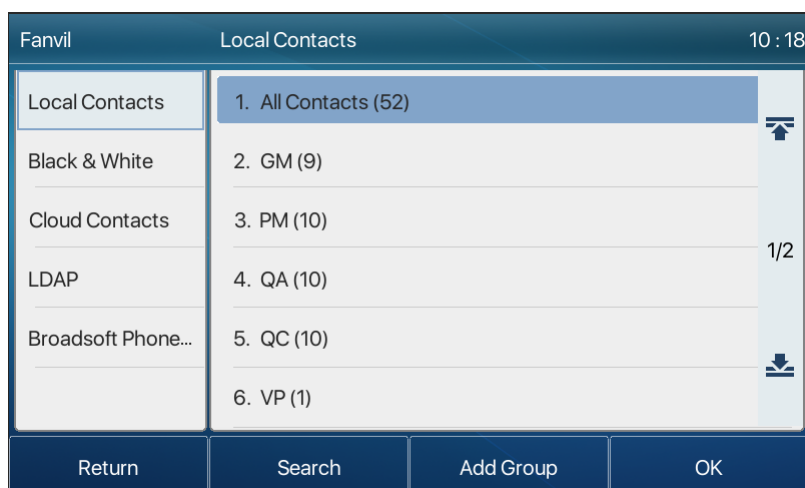 Fanvil Local Contacts 10 : 18
Local Contacts
Black & White
Cloud Contacts
LDAP
Broadsoft Phone...
1. All Contacts (52)
2. GM (9)
3. PM (10)
4. QA (10)
5. QC (10)
6. VP (1)
1/2
Return Search Add Group OK